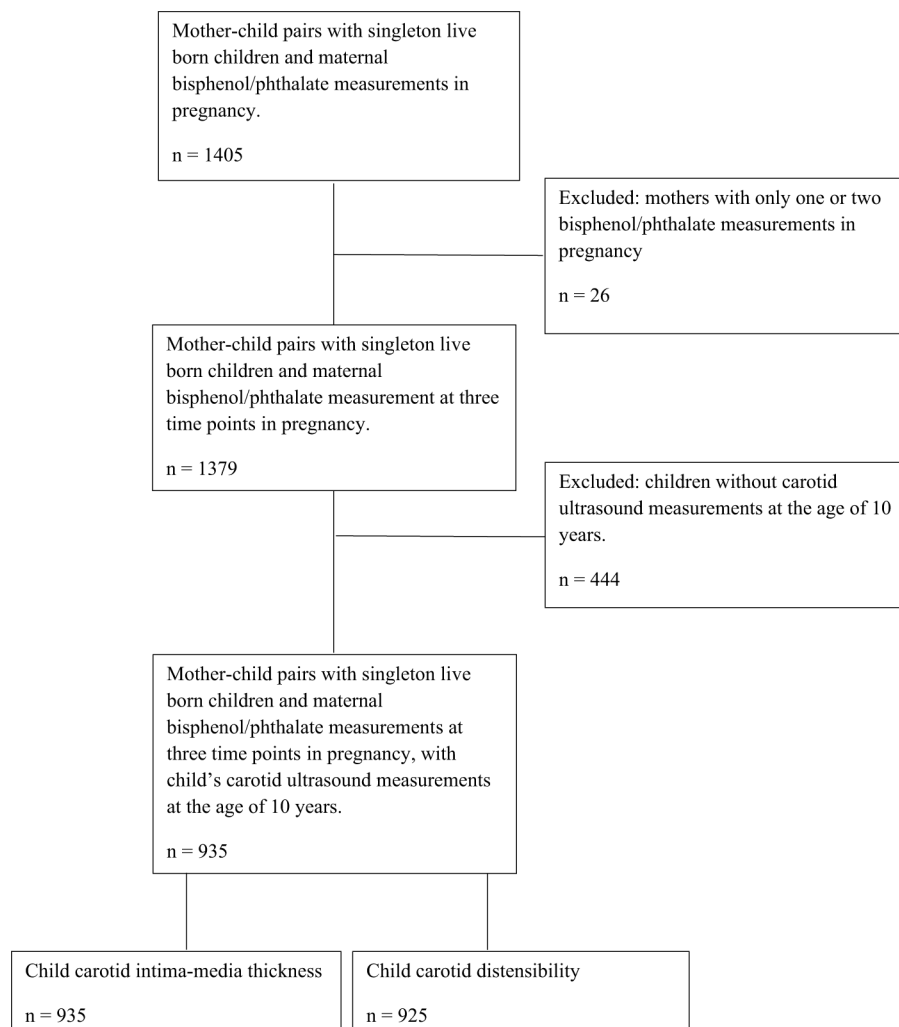 Mother-child pairs with singleton live
born children and maternal
bisphenol/phthalate measurements in
pregnancy.
n = 1405
Excluded: mothers with only one or two
bisphenol/phthalate measurements in
pregnancy
n = 26
Mother-child pairs with singleton live
born children and maternal
bisphenol/phthalate measurement at three
time points in pregnancy.
n = 1379
Excluded: children without carotid
ultrasound measurements at the age of 10
years.
n = 444
Mother-child pairs with singleton live
born children and maternal
bisphenol/phthalate measurements at
three time points in pregnancy, with
child’s carotid ultrasound measurements
at the age of 10 years.
n = 935
Child carotid intima-media thickness
n = 935
Child carotid distensibility
n = 925